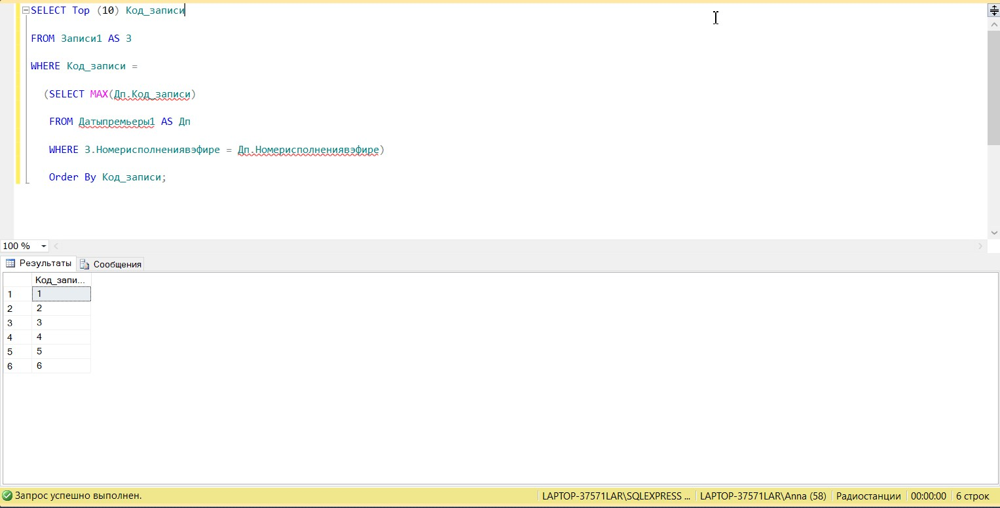 SELECT Top (10) Код_записи
FROM Записи1 AS З
WHERE Код_записи =
(SELECT MAX(Дп.Код_записи)
FROM Датыпремьеры1 AS Дп
WHERE З.Номерисполнениявэфире = Дп.Номерисполнениявэфире)
Order By Код_записи;
100 %
Результаты Сообщения
Код_запи...
1 1
2 2
3 3
4 4
5 5
6 6
Запрос успешно выполнен. LAPTOP-37571LAR\SQLEXPRESS ... LAPTOP-37571LAR\Anna (58) Радиостанции 00:00:00 6 строк